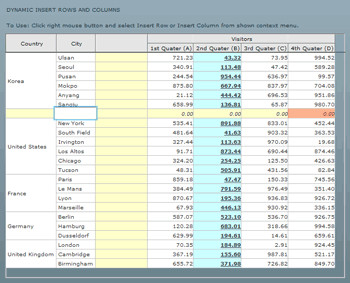 DYNAMIC INSERT ROWS AND COLUMNS
To Use: Click right mouse button and select Insert Row or Insert Column from shown context menu.
Country City Visitors
1st Quater (A) 2nd Quater (B) 3rd Quater (C) 4th Quater (D)
Korea
Ulsan 721.23 43.32 73.95 994.52
Seoul 340.91 113.48 47.42 589.28
Pusan 244.54 954.44 636.97 99.57
Mokpo 875.80 667.94 837.97 704.08
Anyang 21.12 444.42 696.53 951.86
Sangju 658.99 136.81 65.87 980.70
0.00 0.00 0.00 0.00
United States
New York 535.41 891.88 833.01 452.44
South Field 481.64 41.63 903.32 363.53
Irvington 327.44 113.63 970.09 19.68
Los Altos 91.71 873.44 690.44 874.46
Chicago 324.20 254.25 125.50 426.63
Tucson 48.31 505.91 431.56 82.84
France
Paris 859.18 47.47 150.33 745.56
Le Mans 384.49 791.59 976.49 351.40
Lyon 870.67 195.38 936.83 926.72
Marseille 67.93 446.13 930.92 336.15
Germany
Berlin 587.07 523.10 536.70 926.75
Hamburg 120.28 683.01 318.66 994.58
Dusseldorf 629.99 194.61 14.61 659.61
United Kingdom
London 70.35 184.89 2.91 924.45
Cambridge 367.19 155.60 987.81 521.17
Birmingham 655.72 371.98 726.82 849.70